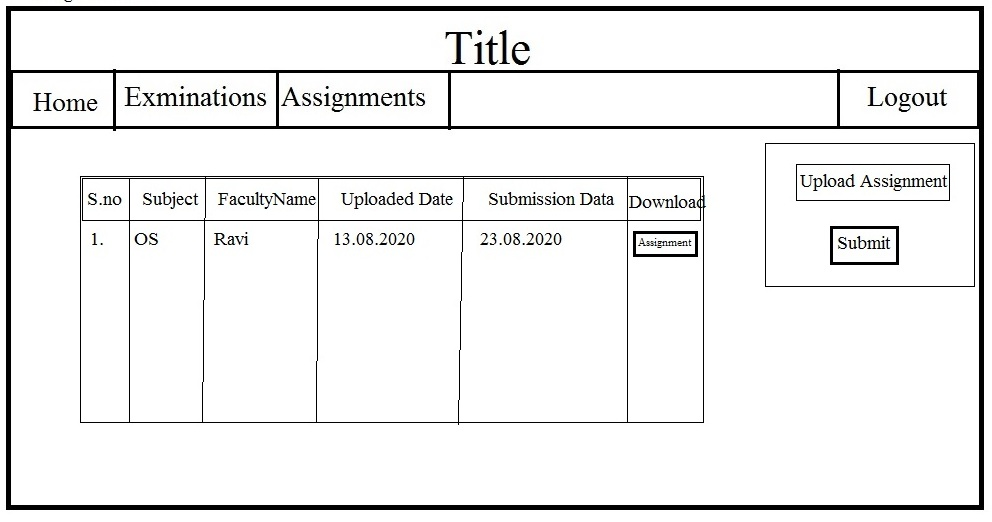 Title
Home Exminations Assignments Logout
Upload Assignment
Submit
S.no Subject FacultyName Uploaded Date Submission Data Download
1. OS Ravi 13.08.2020 23.08.2020 Assignment